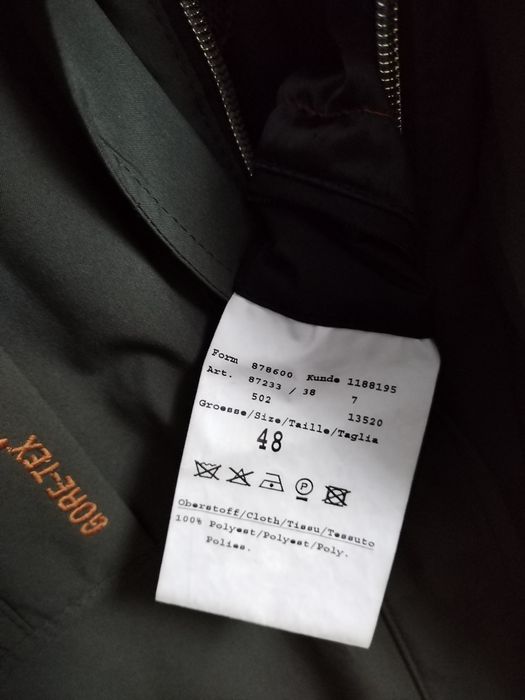 Form 878600 Kunde 1188195
Art. 87233 / 38 7
502 13520
Groesse/Size/Taille/Taglia
48
P
Oberstoff/Cloth/Tissu/Tessuto
100% Polyest/Polyest/Poly.
Polies.
GORE-TEX